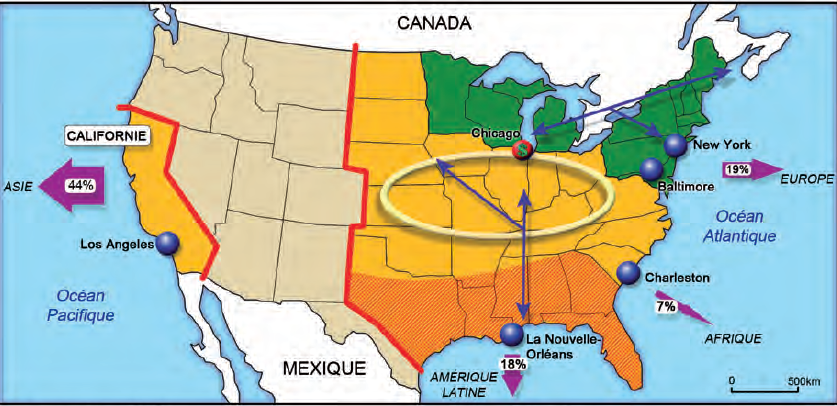 CANADA
Chicago
$
CALIFORNIE
New York
ASIE
44%
19%
EUROPE
Baltimore
Océan
Atlantique
Los Angeles
Charleston
Océan
Pacifique
7%
AFRIQUE
La Nouvelle-
Orléans
MEXIQUE
18%
AMÉRIQUE
LATINE
0
500km